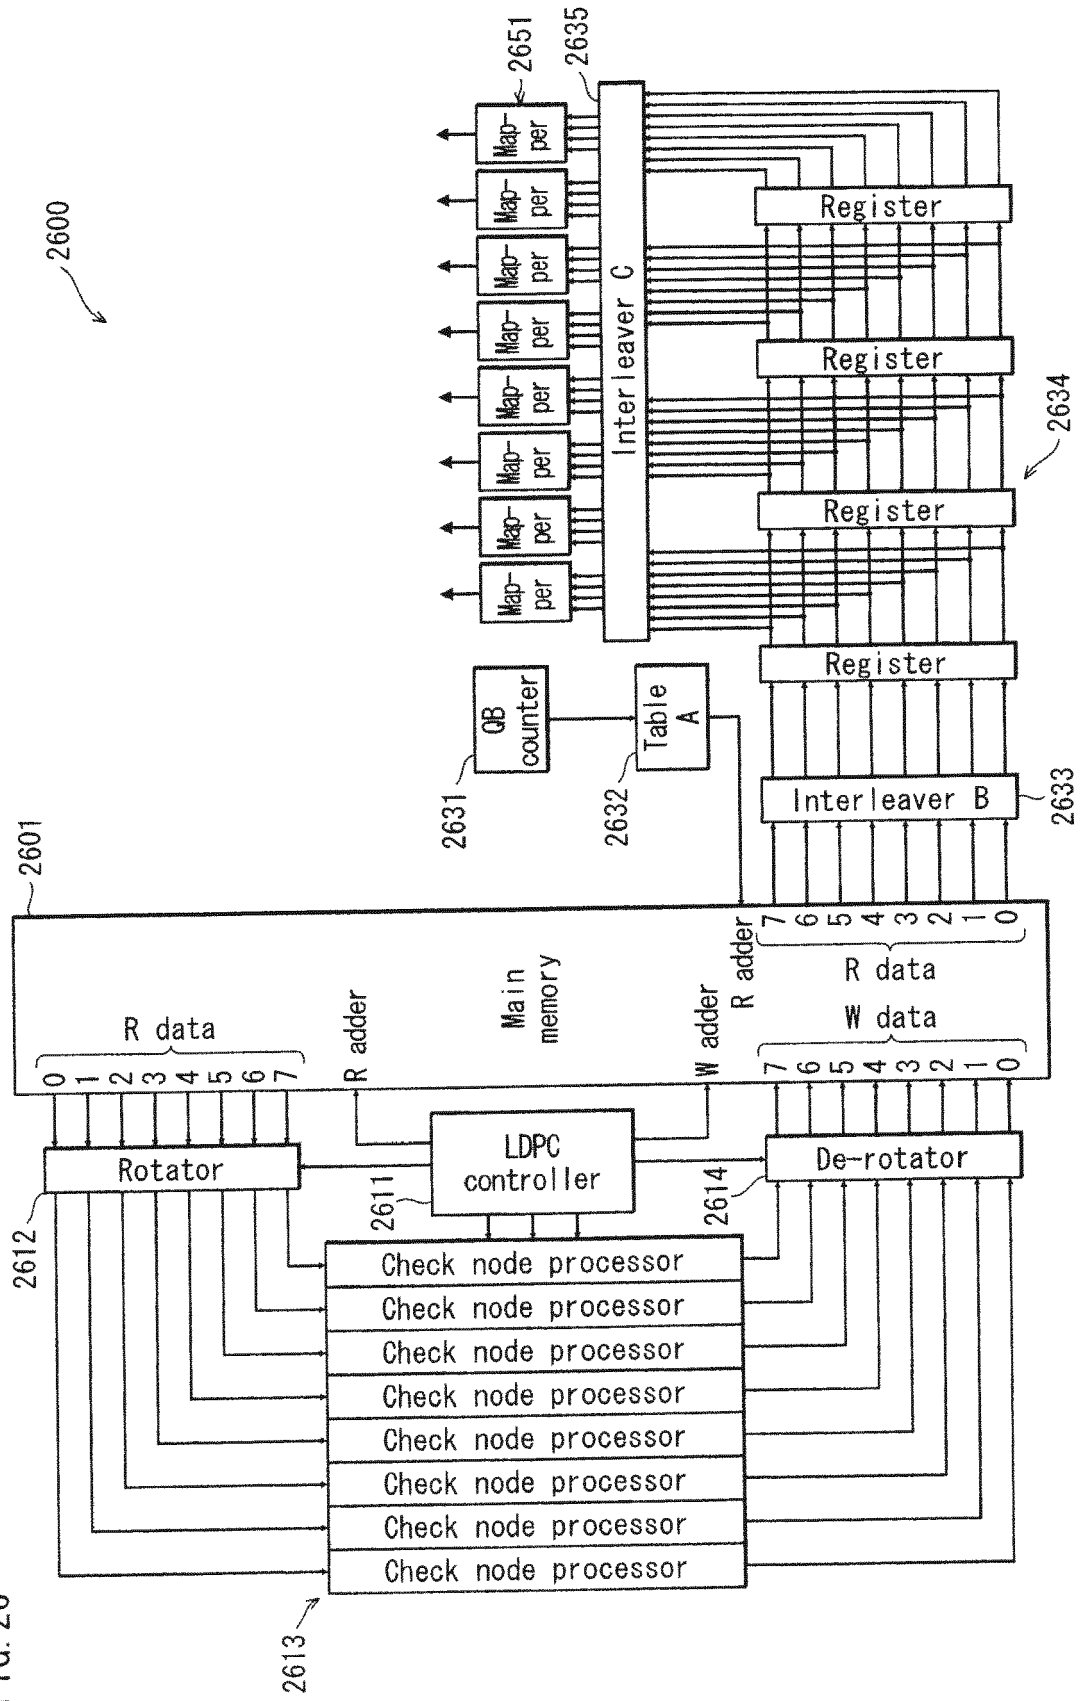 FIG. 26
2600
2613
Check node processor
Check node processor
Check node processor
Check node processor
Check node processor
Check node processor
Check node processor
Check node processor
2612
Rotator
2611
LDPC
controller
2614
De-rotator
2601
R data
0
1
2
3
4
5
6
7
R adder
Main
memory
W adder
W data
7
6
5
4
3
2
1
0
R adder
R data
7
6
5
4
3
2
1
0
2631
QB
counter
2632
Table
A
2633
Interleaver B
2634
Register
Register
Register
Register
2635
Interleaver C
2651
Map-
per
Map-
per
Map-
per
Map-
per
Map-
per
Map-
per
Map-
per
Map-
per